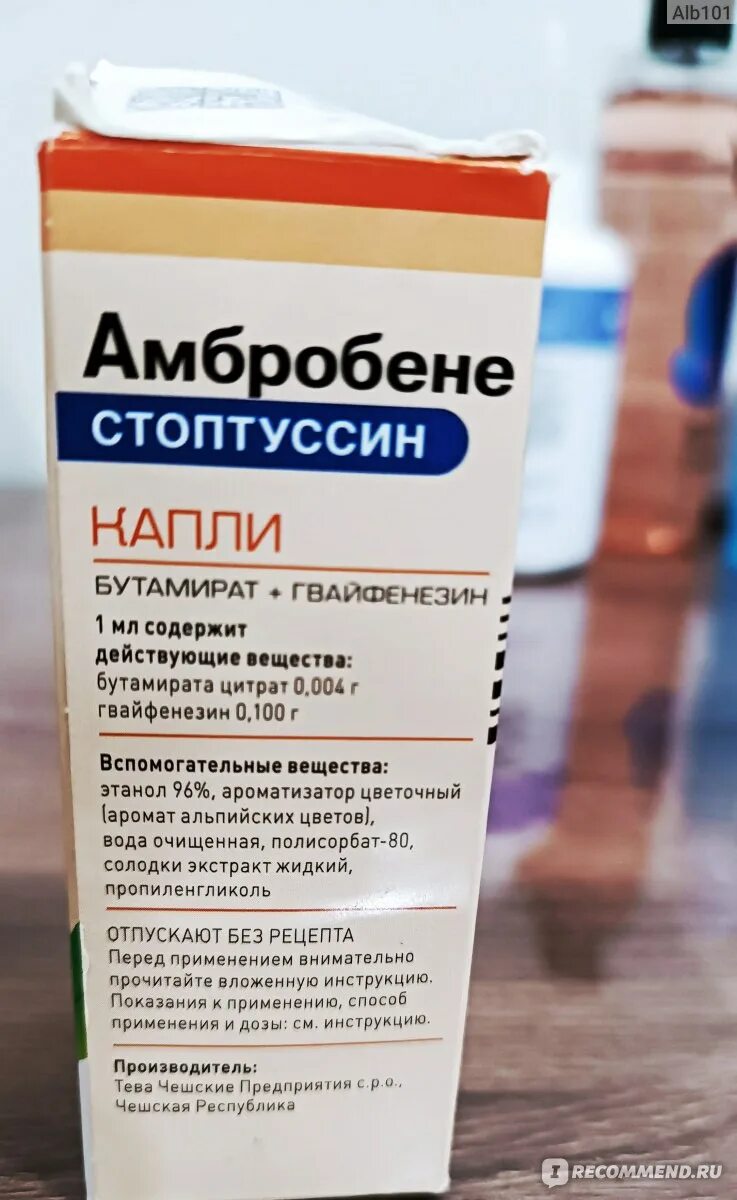 Alb101
Амбробене
СТОПТУССИН
КАПЛИ
БУТАМИРАТ + ГВАЙФЕНЕЗИН
1 мл содержит
действующие вещества:
бутамирата цитрат 0,004 г
гвайфенезин 0,100 г
Вспомогательные вещества:
этанол 96%, ароматизатор цветочный
(аромат альпийских цветов),
вода очищенная, полисорбат-80,
солодки экстракт жидкий,
пропиленгликоль
ОТПУСКАЮТ БЕЗ РЕЦЕПТА
Перед применением внимательно
прочитайте вложенную инструкцию.
Показания к применению, способ
применения и дозы: см. инструкцию.
Производитель:
Тева Чешские Предприятия с.р.о.,
Чешская Республика
IRECOMMEND.RU